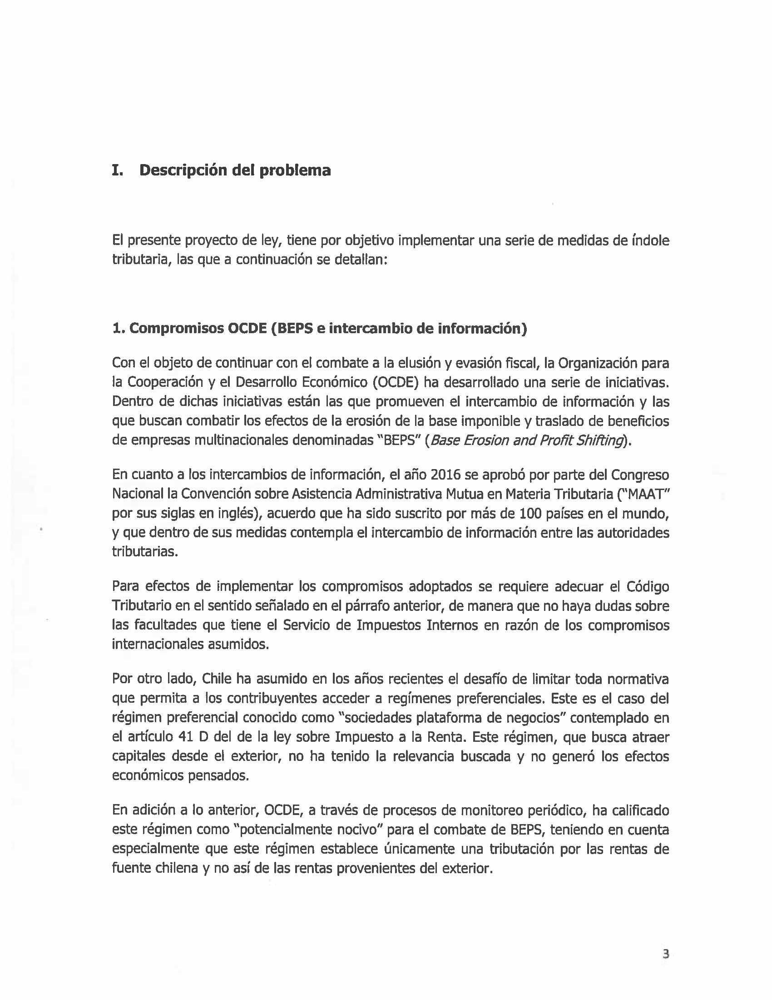 I. Descripción del problema
El presente proyecto de ley, tiene por objetivo implementar una serie de medidas de índole
tributaria, las que a continuación se detallan:
1. Compromisos OCDE (BEPS e intercambio de información)
Con el objeto de continuar con el combate a la elusión y evasión fiscal, la Organización para
la Cooperación y el Desarrollo Económico (OCDE) ha desarrollado una serie de iniciativas.
Dentro de dichas iniciativas están las que promueven el intercambio de información y las
que buscan combatir los efectos de la erosión de la base imponible y traslado de beneficios
de empresas multinacionales denominadas "BEPS" (Base Erosion and Profit Shifting).
En cuanto a los intercambios de información, el año 2016 se aprobó por parte del Congreso
Nacional la Convención sobre Asistencia Administrativa Mutua en Materia Tributaria ("MAAT"
por sus siglas en inglés), acuerdo que ha sido suscrito por más de 100 países en el mundo,
y que dentro de sus medidas contempla el intercambio de información entre las autoridades
tributarias.
Para efectos de implementar los compromisos adoptados se requiere adecuar el Código
Tributario en el sentido señalado en el párrafo anterior, de manera que no haya dudas sobre
las facultades que tiene el Servicio de Impuestos Internos en razón de los compromisos
internacionales asumidos.
Por otro lado, Chile ha asumido en los años recientes el desafío de limitar toda normativa
que permita a los contribuyentes acceder a regímenes preferenciales. Este es el caso del
régimen preferencial conocido como "sociedades plataforma de negocios" contemplado en
el artículo 41 D del de la ley sobre Impuesto a la Renta. Este régimen, que busca atraer
capitales desde el exterior, no ha tenido la relevancia buscada y no generó los efectos
económicos pensados.
En adición a lo anterior, OCDE, a través de procesos de monitoreo periódico, ha calificado
este régimen como "potencialmente nocivo" para el combate de BEPS, teniendo en cuenta
especialmente que este régimen establece únicamente una tributación por las rentas de
fuente chilena y no así de las rentas provenientes del exterior.
3